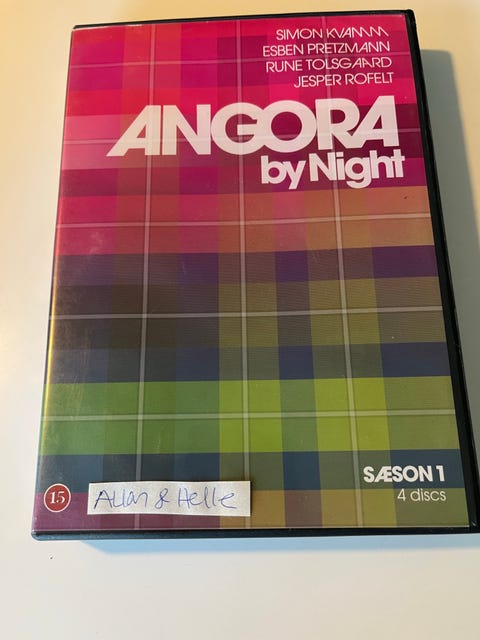 SIMON KVAMM
ESBEN PRETZMANN
RUNE TOLSGAARD
JESPER ROFELT
ANGORA
by Night
SÆSON 1
4 discs
15
Allan & Helle